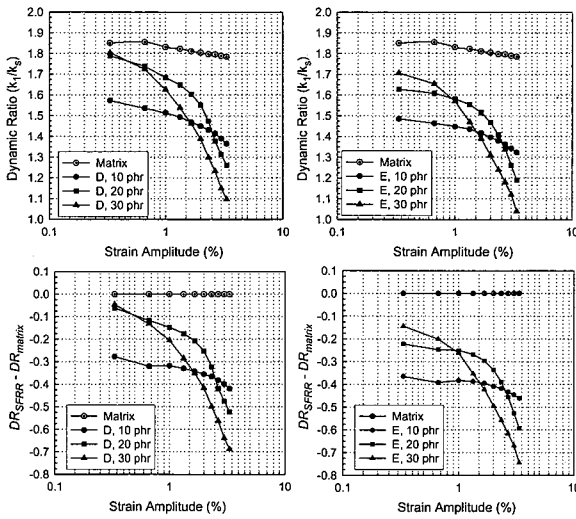 2.0
1.9
1.8
1.7
1.6
1.5
1.4
1.3
1.2
1.1
1.0
Dynamic Ratio (k₁/kₛ)
Matrix
D, 10 phr
D, 20 phr
D, 30 phr
0.1
1
10
Strain Amplitude (%)
2.0
1.9
1.8
1.7
1.6
1.5
1.4
1.3
1.2
1.1
1.0
Dynamic Ratio (k₁/kₛ)
Matrix
E, 10 phr
E, 20 phr
E, 30 phr
0.1
1
10
Strain Amplitude (%)
0.1
0.0
-0.1
-0.2
-0.3
-0.4
-0.5
-0.6
-0.7
-0.8
DR_SFRR - DR_matrix
Matrix
D, 10 phr
D, 20 phr
D, 30 phr
0.1
1
10
Strain Amplitude (%)
0.1
0.0
-0.1
-0.2
-0.3
-0.4
-0.5
-0.6
-0.7
-0.8
DR_SFRR - DR_matrix
Matrix
E, 10 phr
E, 20 phr
E, 30 phr
0.1
1
10
Strain Amplitude (%)